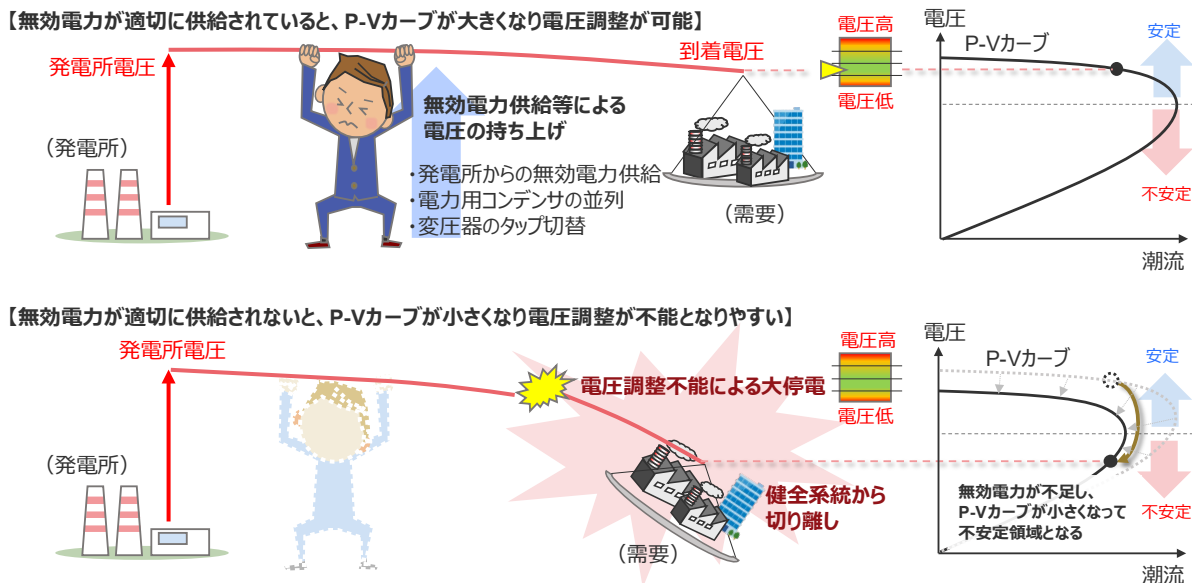 【無効電力が適切に供給されていると、P-Vカーブが大きくなり電圧調整が可能】
発電所電圧
(発電所)
無効電力供給等による
電圧の持ち上げ
・発電所からの無効電力供給
・電力用コンデンサの並列
・変圧器のタップ切替
到着電圧
(需要)
電圧高
電圧低
電圧
P-Vカーブ
安定
不安定
潮流
【無効電力が適切に供給されないと、P-Vカーブが小さくなり電圧調整が不能となりやすい】
発電所電圧
(発電所)
電圧調整不能による大停電
健全系統から
切り離し
(需要)
電圧高
電圧低
電圧
P-Vカーブ
安定
不安定
無効電力が不足し、
P-Vカーブが小さくなって
不安定領域となる
潮流